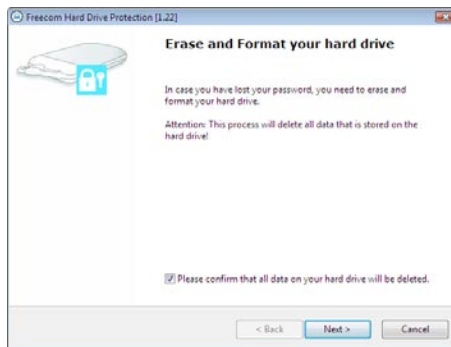 Freecom Hard Drive Protection [1.22]
Erase and Format your hard drive
In case you have lost your password, you need to erase and
format your hard drive.
Attention: This process will delete all data that is stored on the
hard drive!
Please confirm that all data on your hard drive will be deleted.
< Back
Next >
Cancel